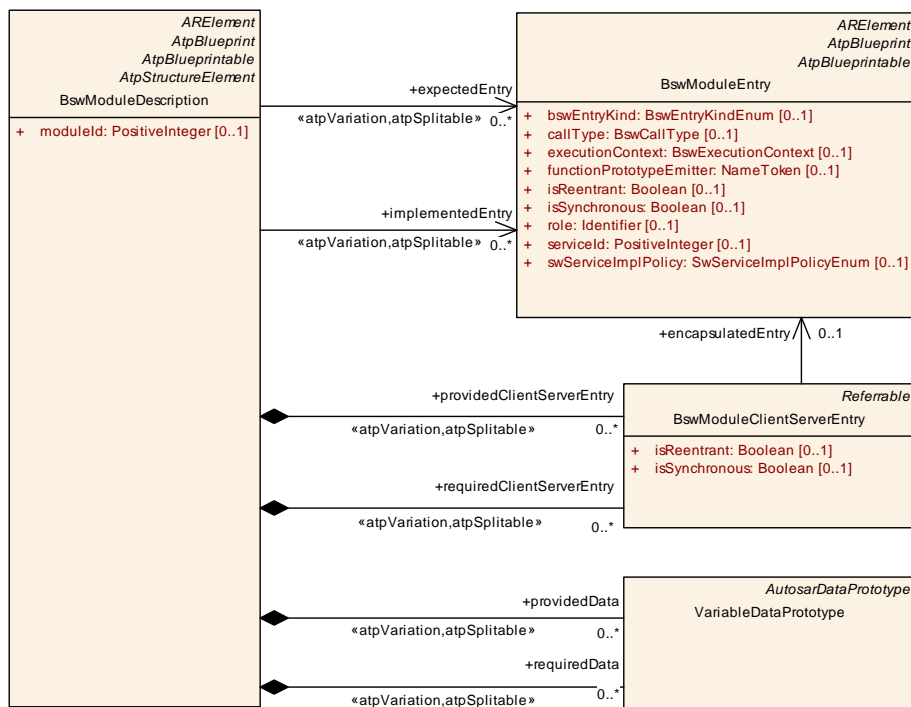 ARElement
AtpBlueprint
AtpBlueprintable
AtpStructureElement
BswModuleDescription
+ moduleId: PositiveInteger [0..1]
ARElement
AtpBlueprint
AtpBlueprintable
BswModuleEntry
+ bswEntryKind: BswEntryKindEnum [0..1]
+ callType: BswCallType [0..1]
+ executionContext: BswExecutionContext [0..1]
+ functionPrototypeEmitter: NameToken [0..1]
+ isReentrant: Boolean [0..1]
+ isSynchronous: Boolean [0..1]
+ role: Identifier [0..1]
+ serviceId: PositiveInteger [0..1]
+ swServiceImplPolicy: SwServiceImplPolicyEnum [0..1]
+expectedEntry
«atpVariation,atpSplitable» 0..*
+implementedEntry
«atpVariation,atpSplitable» 0..*
+encapsulatedEntry 0..1
Referrable
BswModuleClientServerEntry
+ isReentrant: Boolean [0..1]
+ isSynchronous: Boolean [0..1]
+providedClientServerEntry
«atpVariation,atpSplitable» 0..*
+requiredClientServerEntry
«atpVariation,atpSplitable» 0..*
AutosarDataPrototype
VariableDataPrototype
+providedData
«atpVariation,atpSplitable» 0..*
+requiredData
«atpVariation,atpSplitable» 0..*